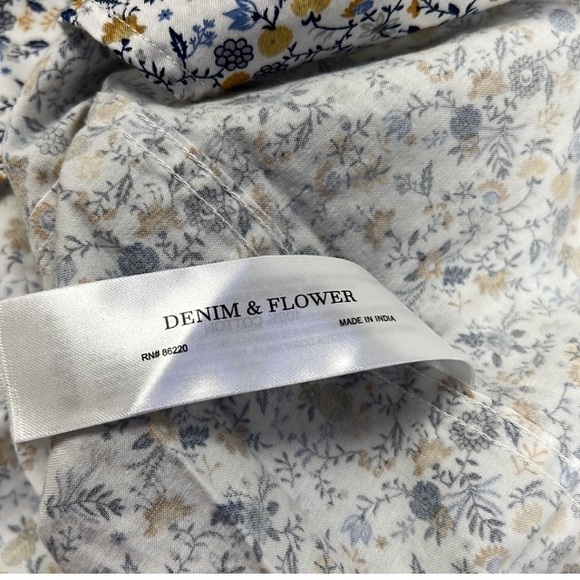 DENIM & FLOWER
RN# 86220 MADE IN INDIA